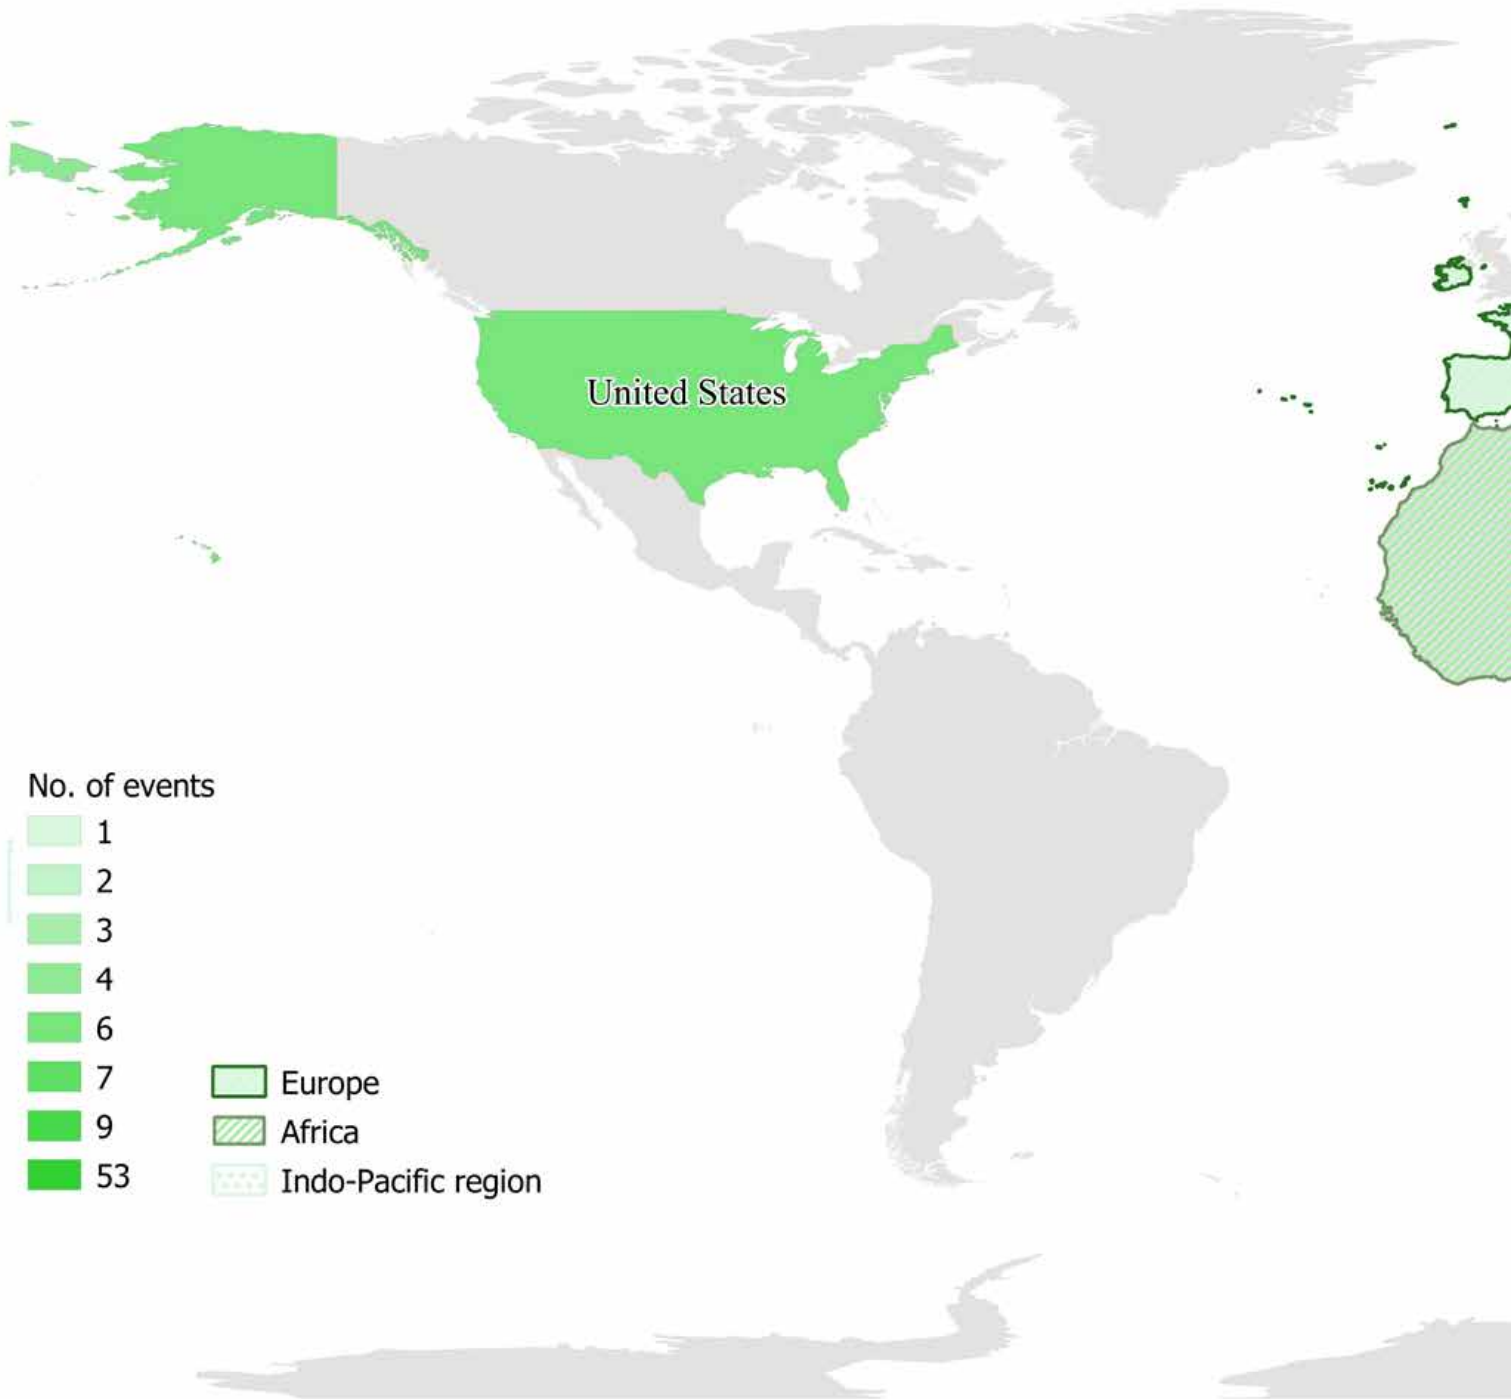 United States
No. of events
1
2
3
4
6
7
9
53
Europe
Africa
Indo-Pacific region